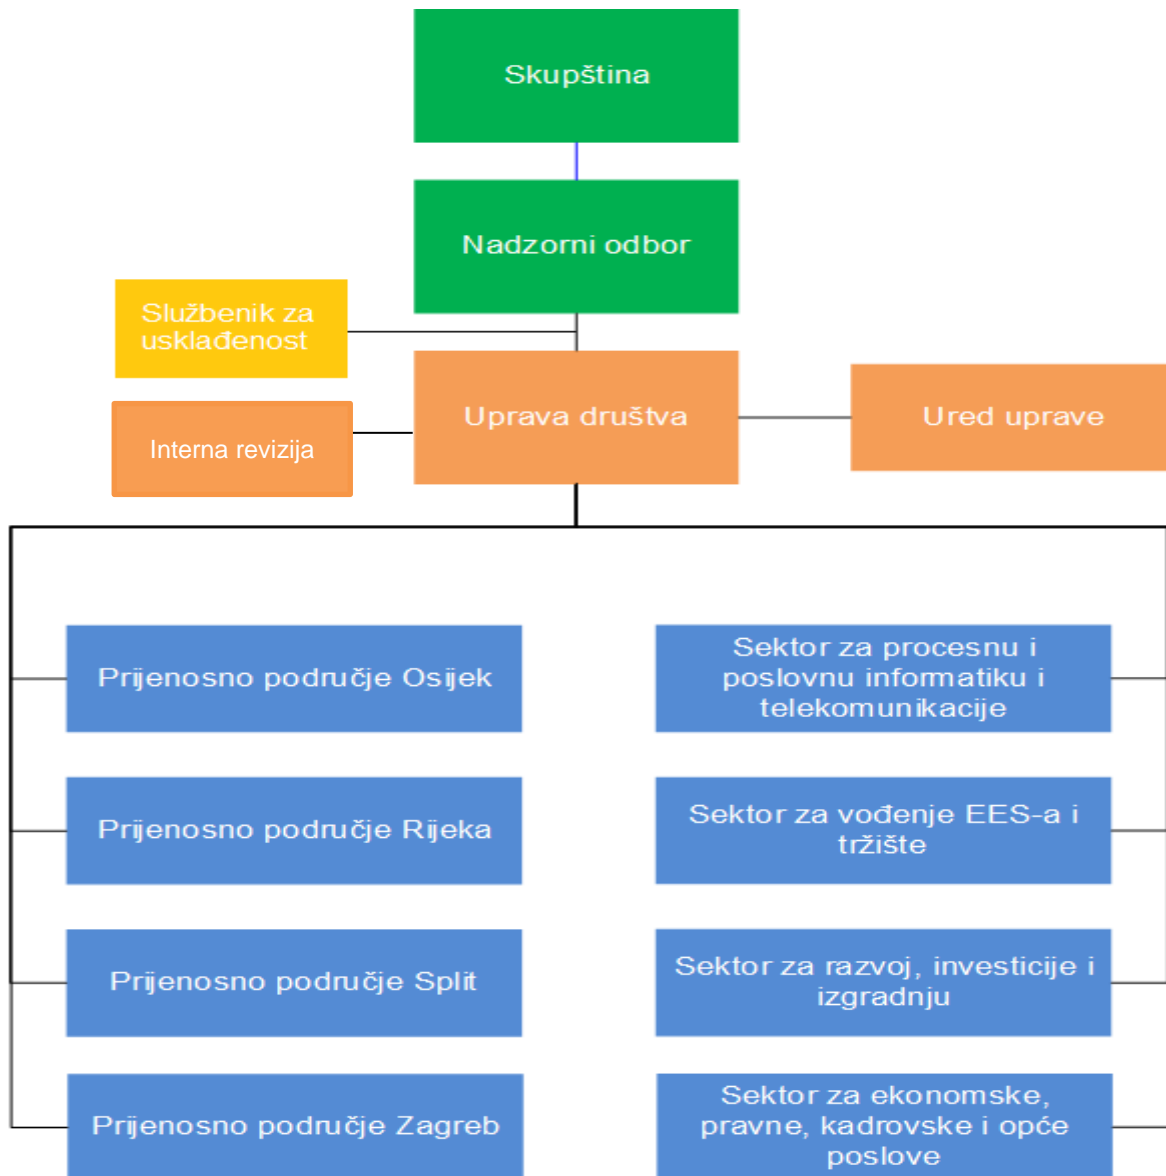 Skupština
Nadzorni odbor
Službenik za
usklađenost
Uprava društva
Ured uprave
Interna revizija
Prijenosno područje Osijek
Sektor za procesnu i
poslovnu informatiku i
telekomunikacije
Prijenosno područje Rijeka
Sektor za vođenje EES-a i
tržište
Prijenosno područje Split
Sektor za razvoj, investicije i
izgradnju
Prijenosno područje Zagreb
Sektor za ekonomske,
pravne, kadrovske i opće
poslove